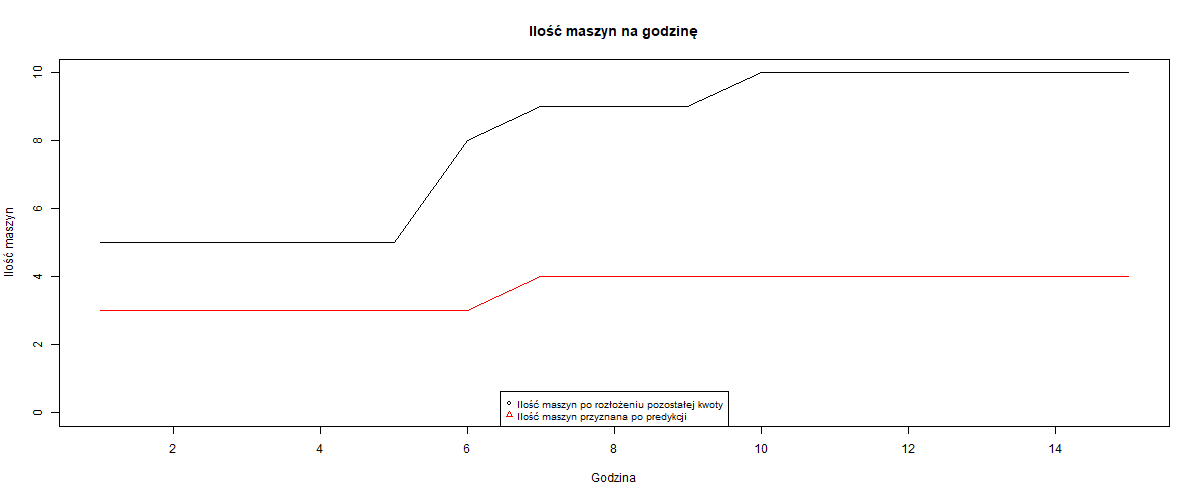 Ilość maszyn na godzinę
Ilość maszyn
10
8
6
4
2
0
Ilość maszyn po rozłożeniu pozostałej kwoty
Ilość maszyn przyznana po predykcji
2 4 6 8 10 12 14
Godzina